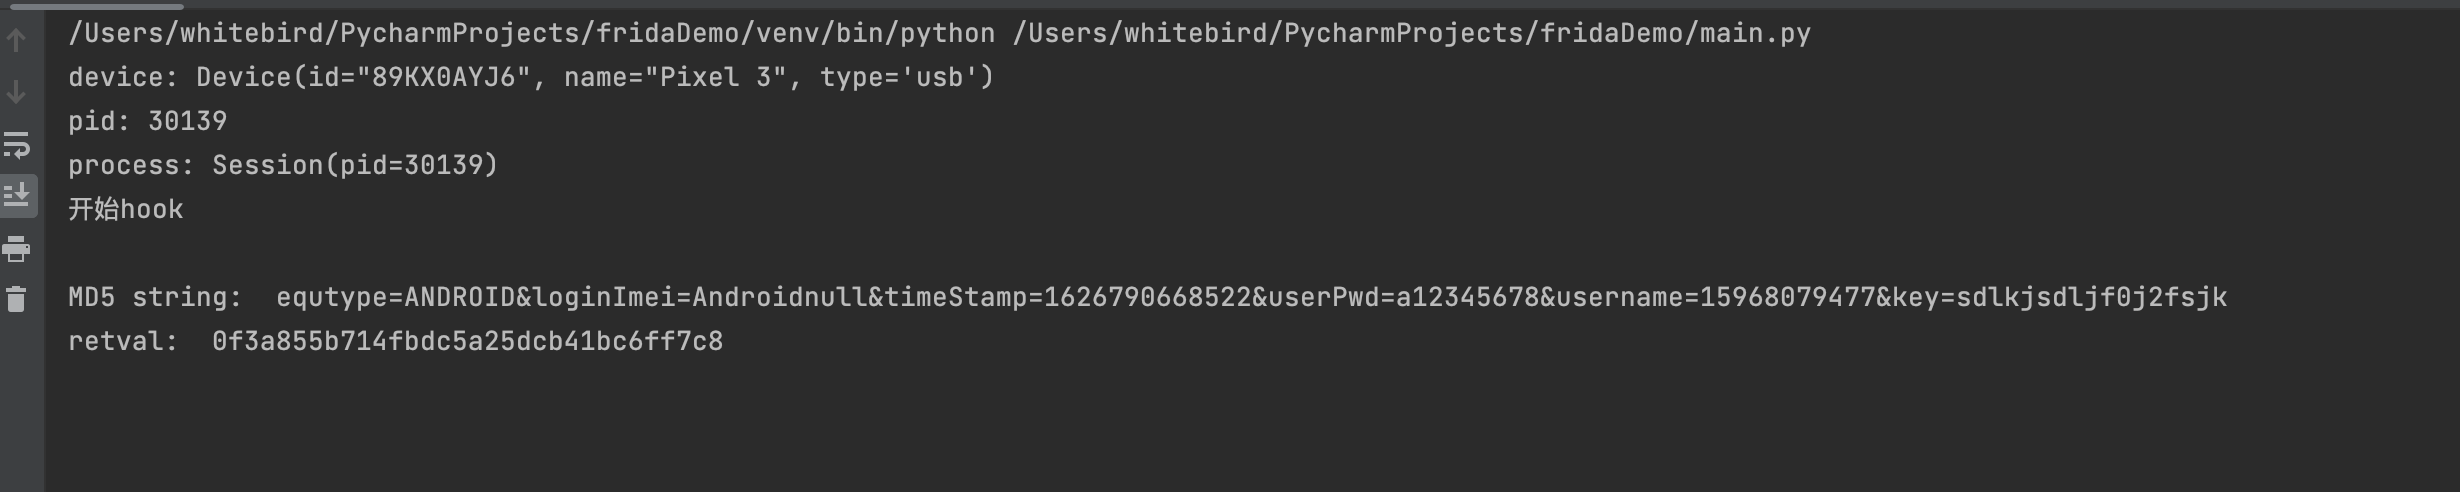 /Users/whitebird/PycharmProjects/fridaDemo/venv/bin/python /Users/whitebird/PycharmProjects/fridaDemo/main.py
device: Device(id="89KX0AYJ6", name="Pixel 3", type='usb')
pid: 30139
process: Session(pid=30139)
开始hook
MD5 string:  equtype=ANDROID&loginImei=Androidnull&timeStamp=1626790668522&userPwd=a12345678&username=15968079477&key=sdlkjsdljf0j2fsjk
retval:  0f3a855b714fbdc5a25dcb41bc6ff7c8